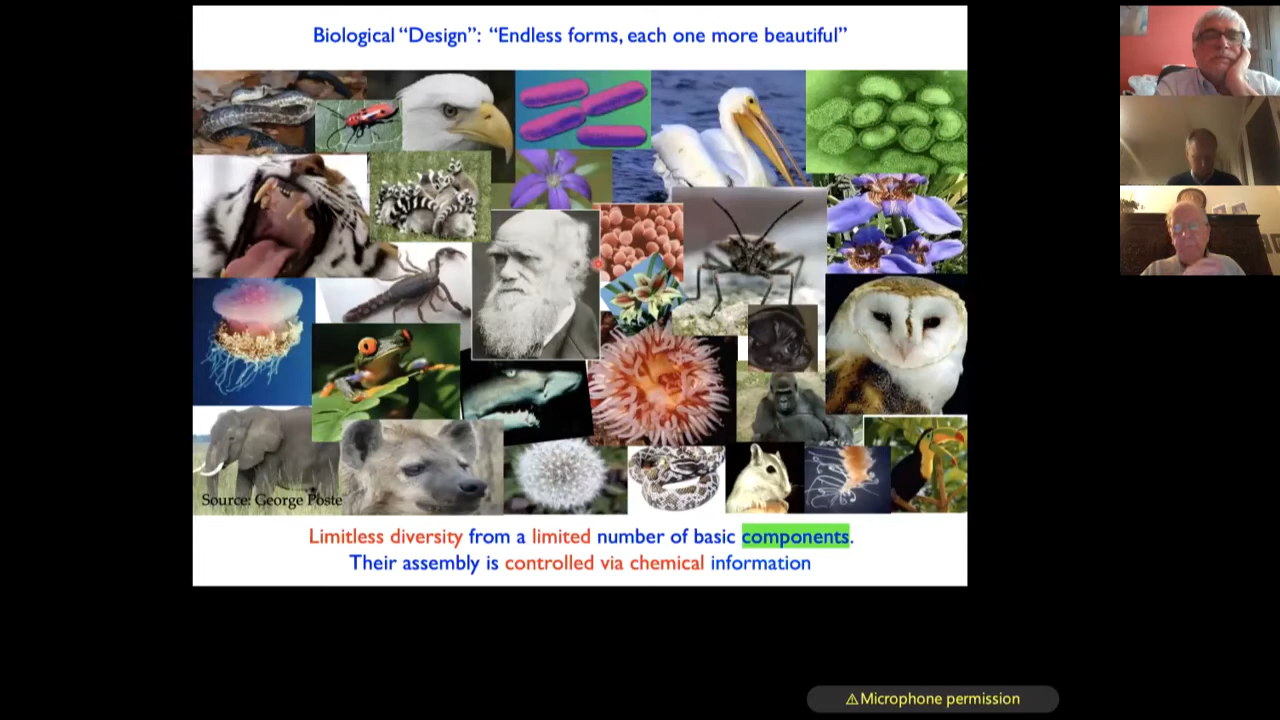 Biological “Design”: “Endless forms, each one more beautiful”
Source: George Poste
Limitless diversity from a limited number of basic components.
Their assembly is controlled via chemical information
⚠Microphone permission